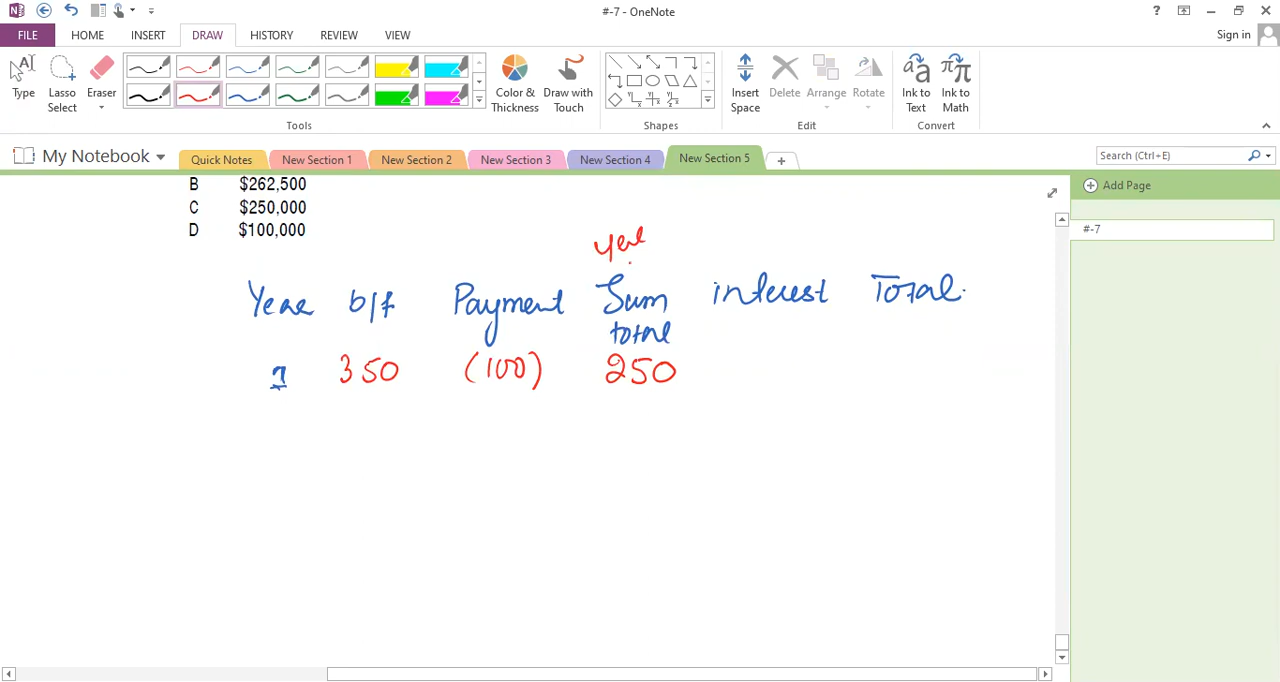 #-7 - OneNote
FILE HOME INSERT DRAW HISTORY REVIEW VIEW Sign in
Type Lasso Select Eraser Color & Thickness Draw with Touch Insert Space Delete Arrange Rotate Ink to Text Ink to Math
Tools Shapes Edit Convert
My Notebook Quick Notes New Section 1 New Section 2 New Section 3 New Section 4 New Section 5 Search (Ctrl+E)
Add Page
#-7
B $262,500
C $250,000
D $100,000
Year b/f Payment Sum total interest Total
1 350 (100) 250